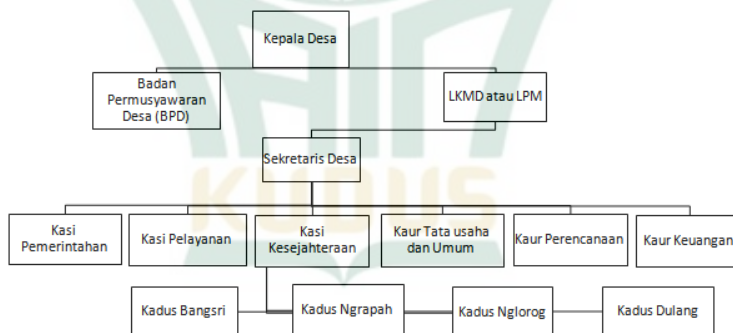 Kepala Desa
Badan
Permusyawaran
Desa (BPD)
LKMD atau LPM
Sekretaris Desa
Kasi
Pemerintahan
Kasi Pelayanan
Kasi
Kesejahteraan
Kaur Tata usaha
dan Umum
Kaur Perencanaan
Kaur Keuangan
Kadus Bangsri
Kadus Ngrapah
Kadus Nglorog
Kadus Dulang
KUDUS